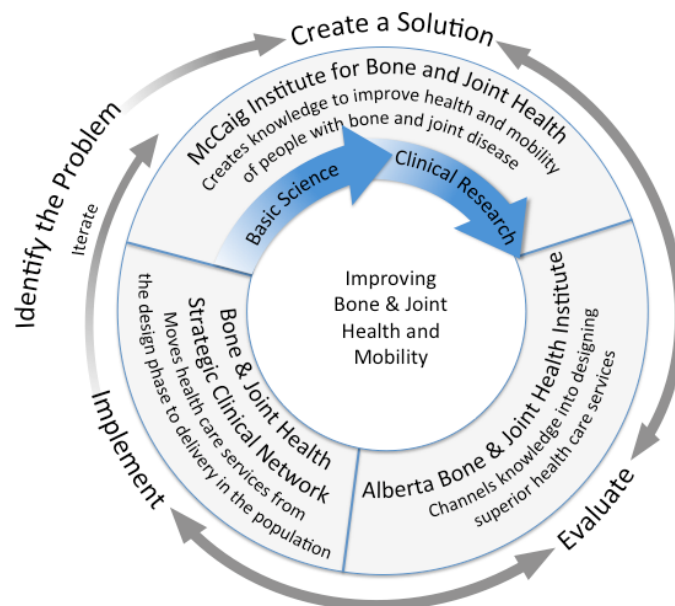 Create a Solution
Identify the Problem
Iterate
McCaig Institute for Bone and Joint Health
Creates knowledge to improve health and mobility
of people with bone and joint disease
Basic Science
Clinical Research
Improving
Bone & Joint
Health and
Mobility
Alberta Bone & Joint Health Institute
Channels knowledge into designing
superior health care services
Bone & Joint Health
Strategic Clinical Network
Moves health care services from
the design phase to delivery in the population
Implement
Evaluate